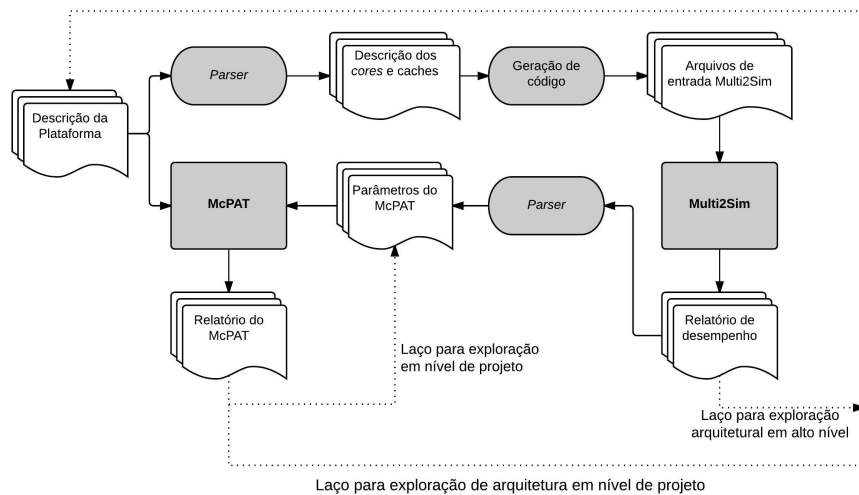 Parser
Descrição dos
cores e caches
Geração de
código
Arquivos de
entrada Multi2Sim
Descrição da
Plataforma
McPAT
Parâmetros do
McPAT
Parser
Multi2Sim
Relatório do
McPAT
Laço para exploração
em nível de projeto
Relatório de
desempenho
Laço para exploração
arquitetural em alto nível
Laço para exploração de arquitetura em nível de projeto